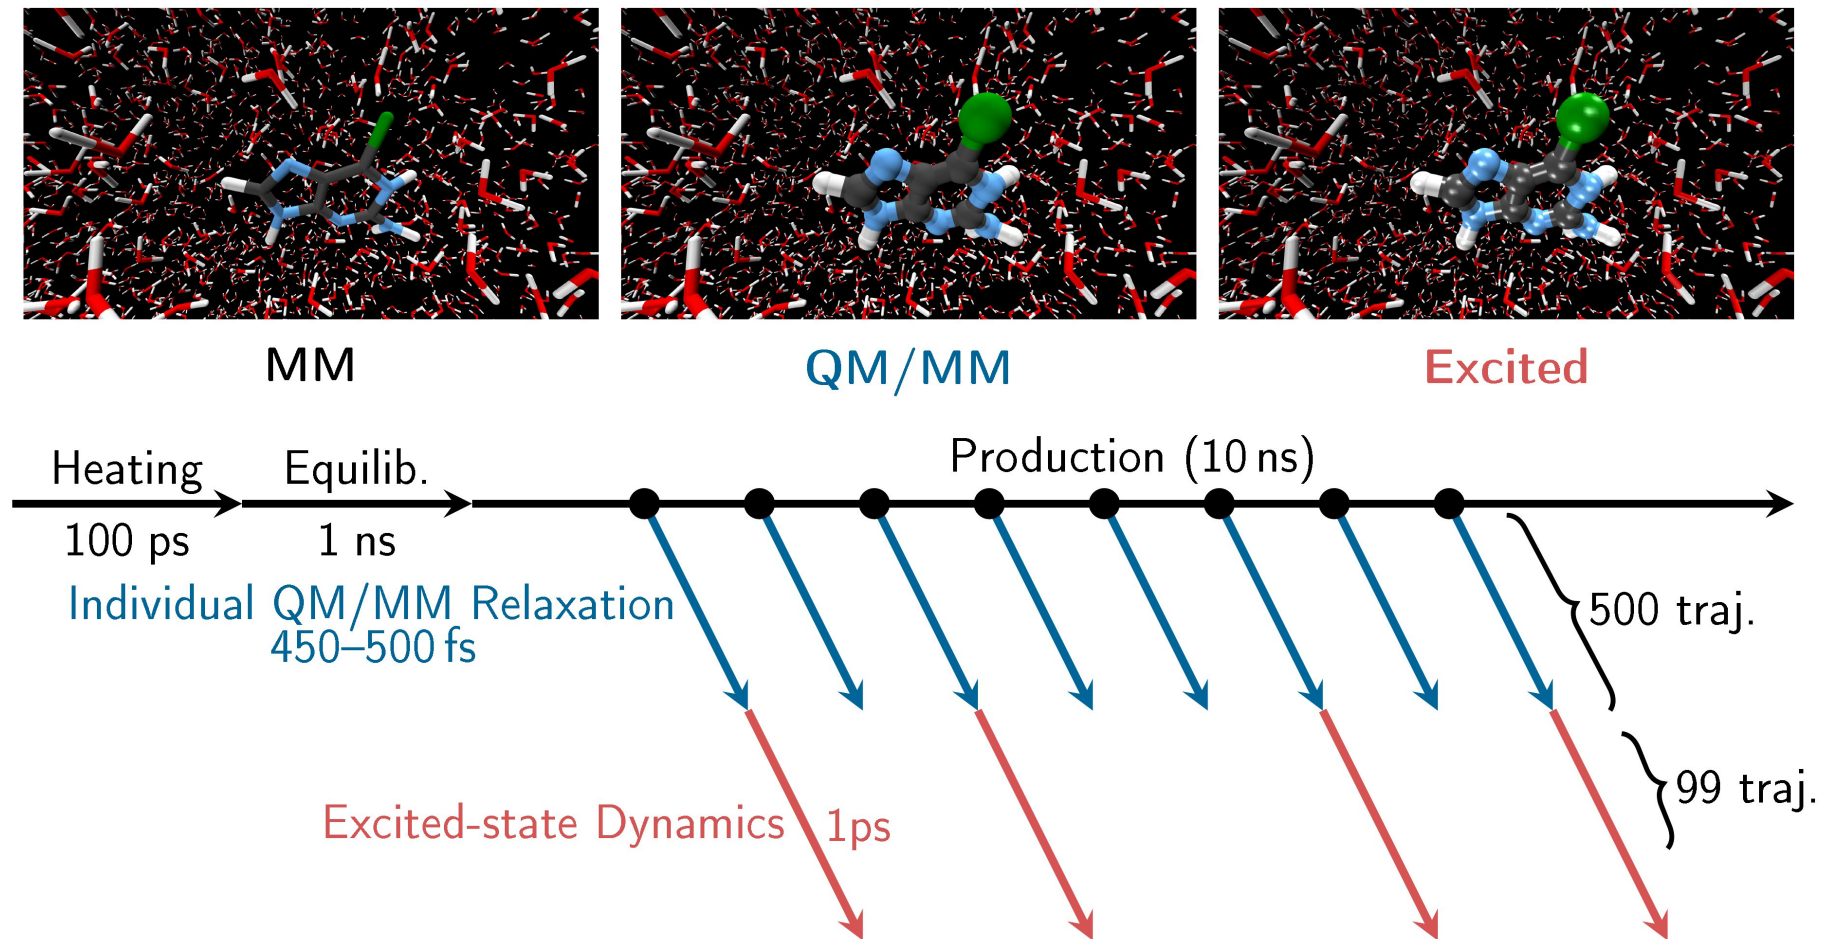 MM
QM/MM
Excited
Heating
Equilib.
Production (10 ns)
100 ps
1 ns
Individual QM/MM Relaxation
450–500 fs
500 traj.
99 traj.
Excited-state Dynamics
1ps